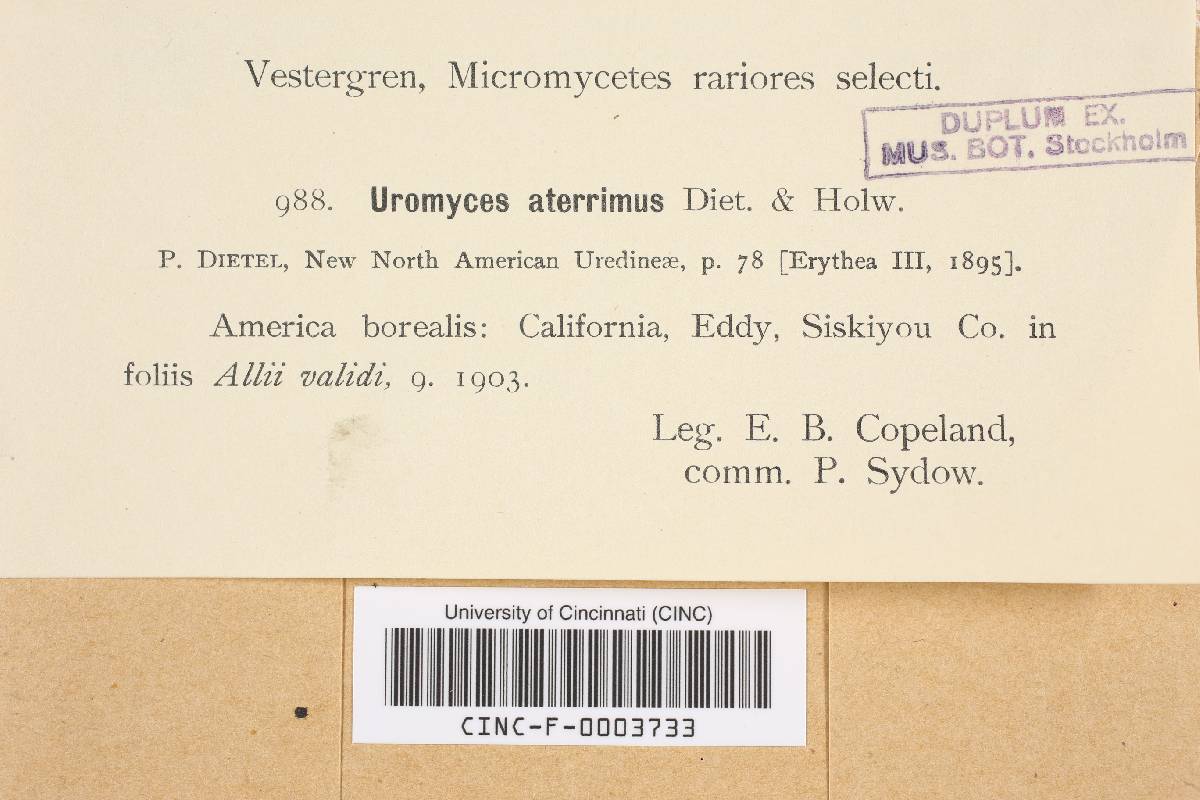 Vestergren, Micromycetes rariores selecti.
DUPLUM EX.
MUS. BOT. Stockholm
988. Uromyces aterrimus Diet. & Holw.
P. DIETEL, New North American Uredineæ, p. 78 [Erythea III, 1895].
America borealis: California, Eddy, Siskiyou Co. in
foliis Allii validi, 9. 1903.
Leg. E. B. Copeland,
comm. P. Sydow.
University of Cincinnati (CINC)
CINC-F-0003733